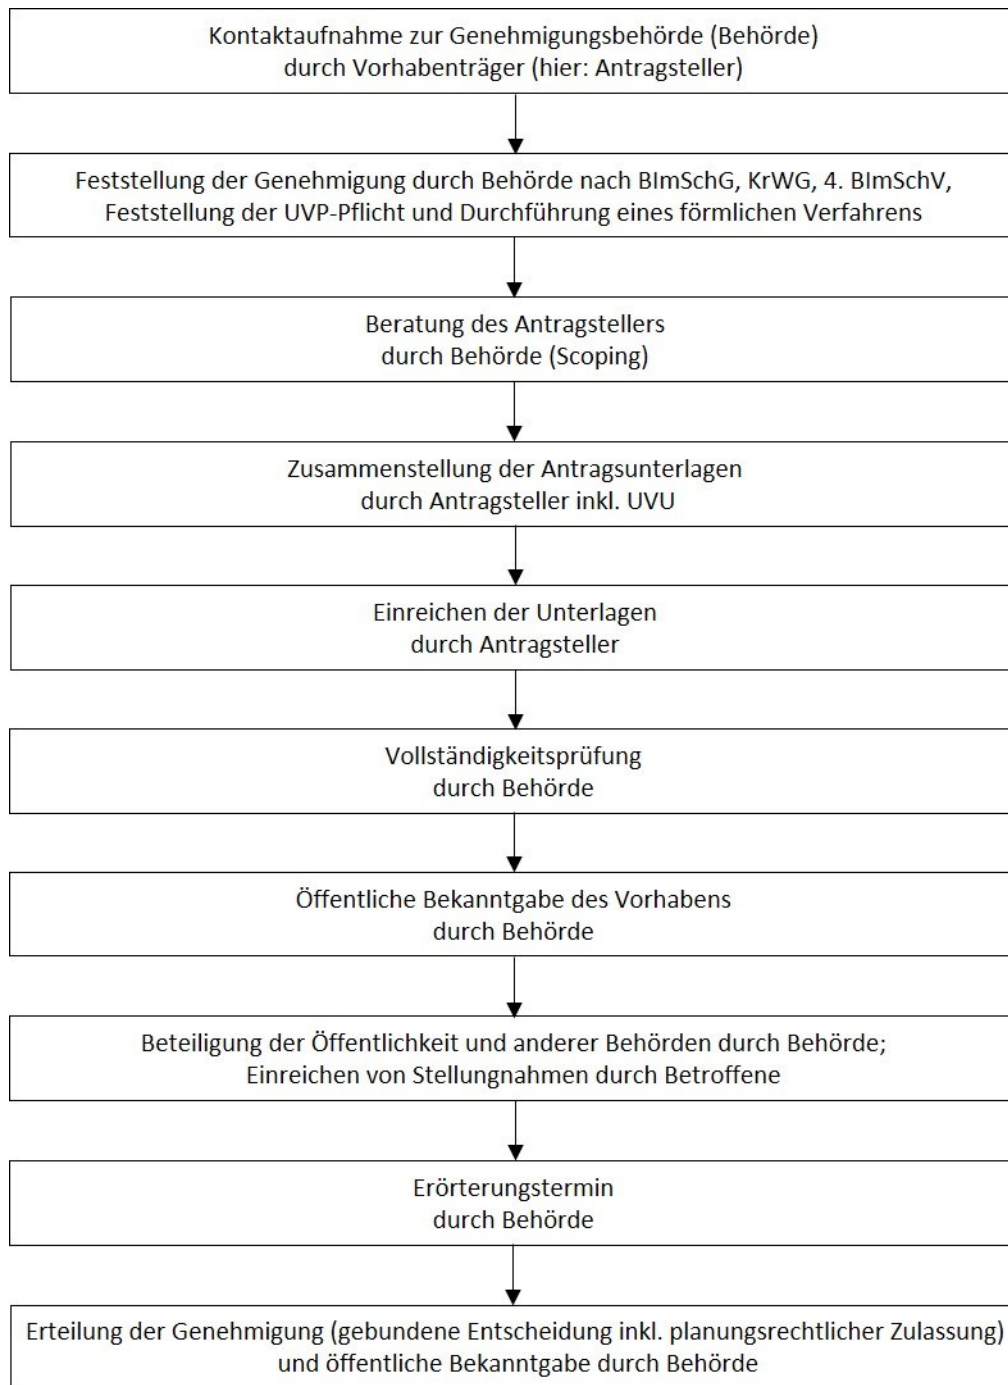 Kontaktaufnahme zur Genehmigungsbehörde (Behörde)
durch Vorhabenträger (hier: Antragsteller)
Feststellung der Genehmigung durch Behörde nach BImSchG, KrWG, 4. BImSchV,
Feststellung der UVP-Pflicht und Durchführung eines förmlichen Verfahrens
Beratung des Antragstellers
durch Behörde (Scoping)
Zusammenstellung der Antragsunterlagen
durch Antragsteller inkl. UVU
Einreichen der Unterlagen
durch Antragsteller
Vollständigkeitsprüfung
durch Behörde
Öffentliche Bekanntgabe des Vorhabens
durch Behörde
Beteiligung der Öffentlichkeit und anderer Behörden durch Behörde;
Einreichen von Stellungnahmen durch Betroffene
Erörterungstermin
durch Behörde
Erteilung der Genehmigung (gebundene Entscheidung inkl. planungsrechtlicher Zulassung)
und öffentliche Bekanntgabe durch Behörde